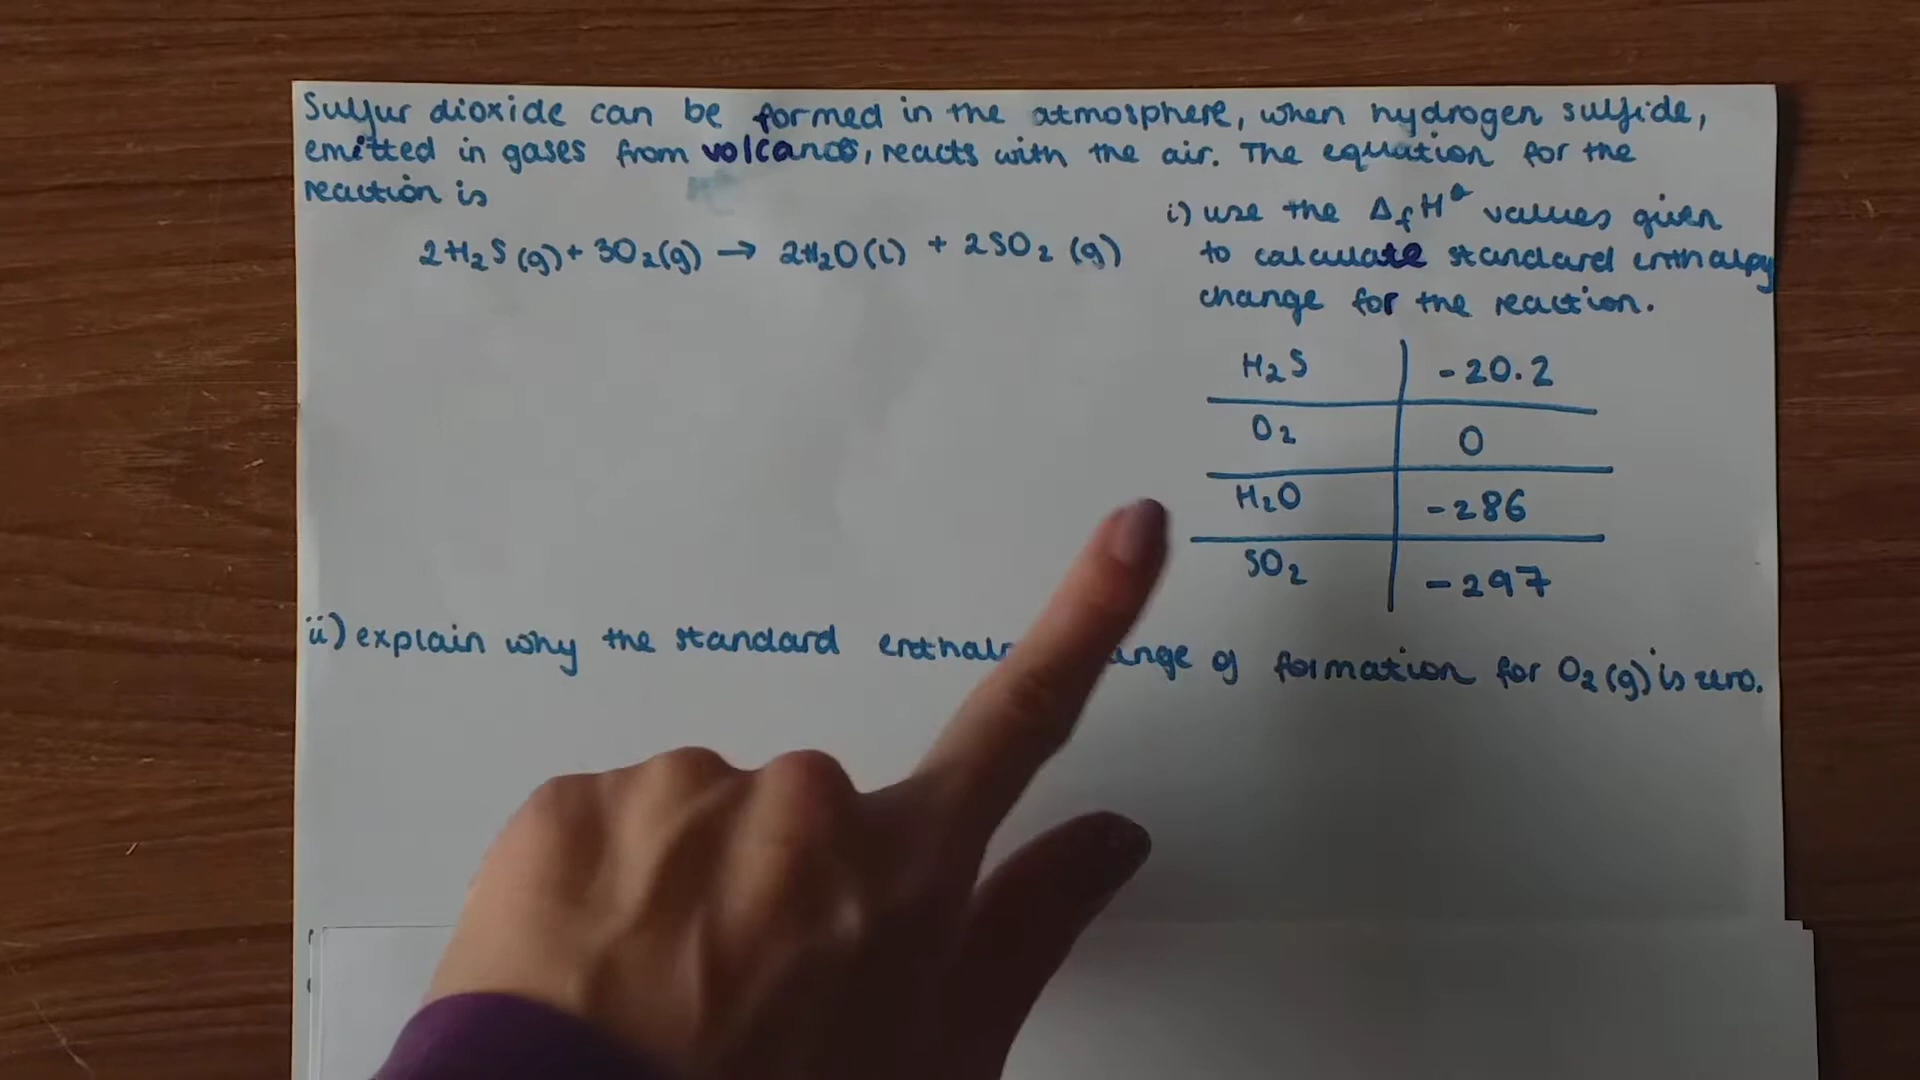 Sulfur dioxide can be formed in the atmosphere, when hydrogen sulfide,
emitted in gases from volcanos, reacts with the air. The equation for the
reaction is
2H₂S (g) + 3O₂(g) → 2H₂O(l) + 2SO₂ (g)
i) use the ΔfH⦵ values given
to calculate standard enthalpy
change for the reaction.
H₂S -20.2
O₂ 0
H₂O -286
SO₂ -297
ii) explain why the standard of formation for O₂ (g) is zero.